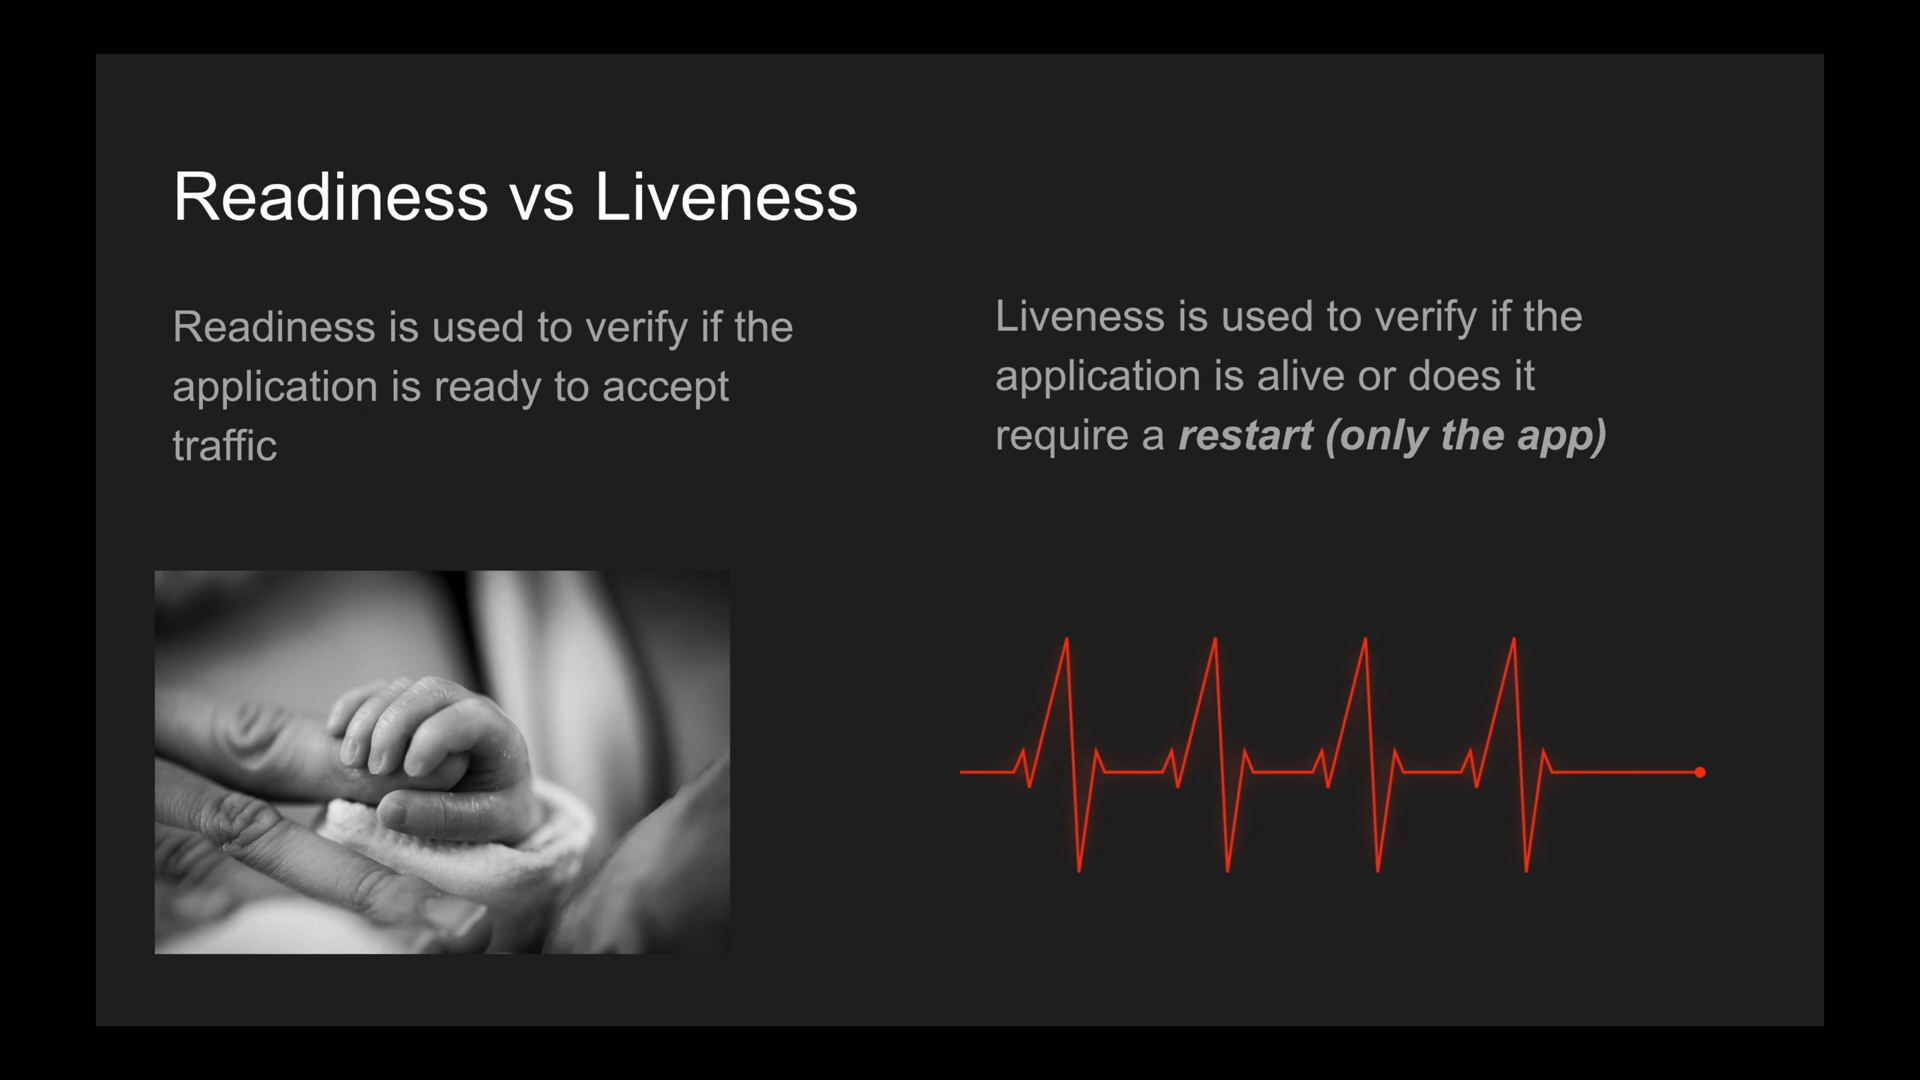 Readiness vs Liveness
Readiness is used to verify if the
application is ready to accept
traffic
Liveness is used to verify if the
application is alive or does it
require a restart (only the app)